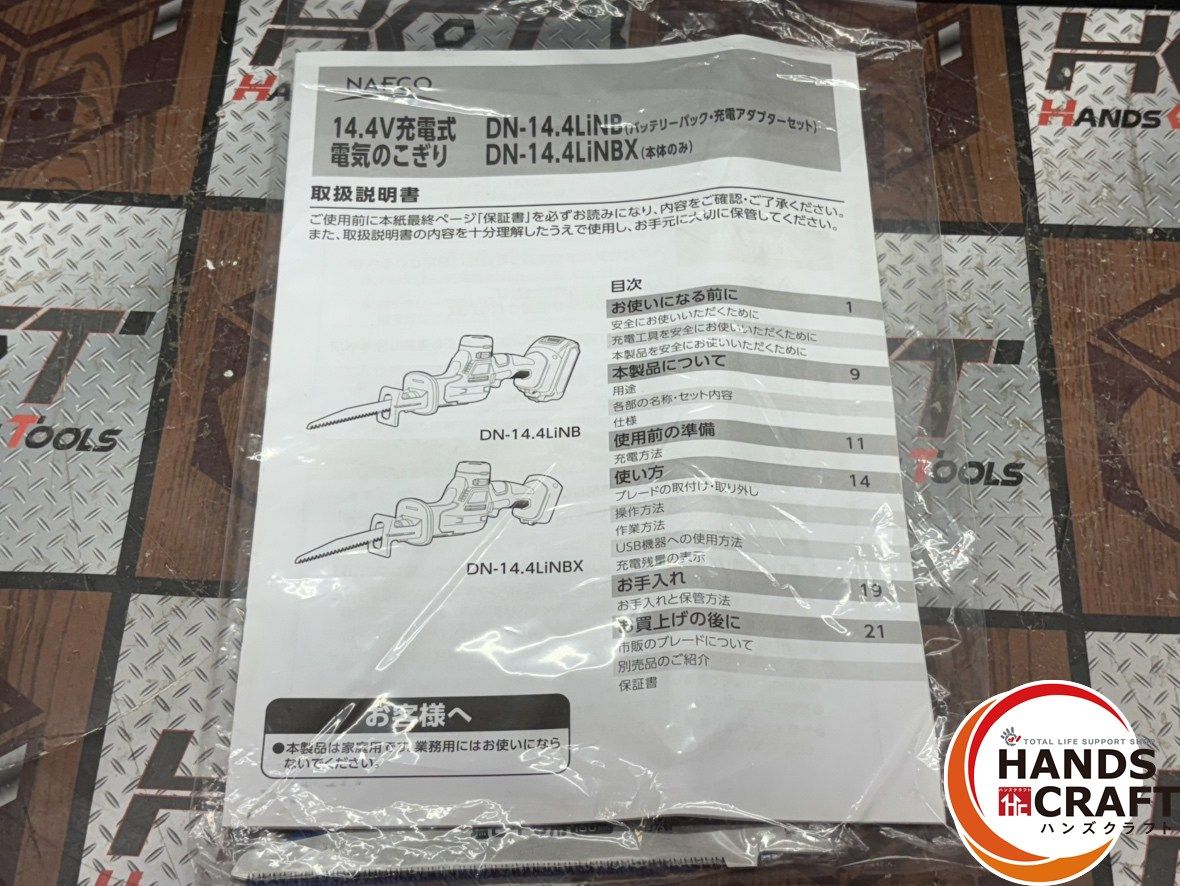 NAFCO
14.4V充電式
電気のこぎり
DN-14.4LiNB(バッテリーパック・充電アダプターセット)
DN-14.4LiNBX(本体のみ)
取扱説明書
ご使用前に本紙最終ページ「保証書」を必ずお読みになり、内容をご確認・ご了承ください。
また、取扱説明書の内容を十分理解したうえで使用し、お手元に大切に保管してください。
目次
お使いになる前に 1
安全にお使いいただくために
充電工具を安全にお使いいただくために
本製品を安全にお使いいただくために
本製品について 9
用途
各部の名称・セット内容
仕様
使用前の準備 11
充電方法
使い方 14
ブレードの取付け・取り外し
操作方法
作業方法
USB機器への使用方法
充電残量の表示
お手入れ 19
お手入れと保管方法
お買上げの後に 21
市販のブレードについて
別売品のご紹介
保証書
DN-14.4LiNB
DN-14.4LiNBX
お客様へ
●本製品は家庭用です。業務用にはお使いになら
ないでください。
HANDS
TOOLS
TOOLS
TOTAL LIFE SUPPORT SHOP
HANDS
ハンズクラフト
CRAFT
ハンズクラフト